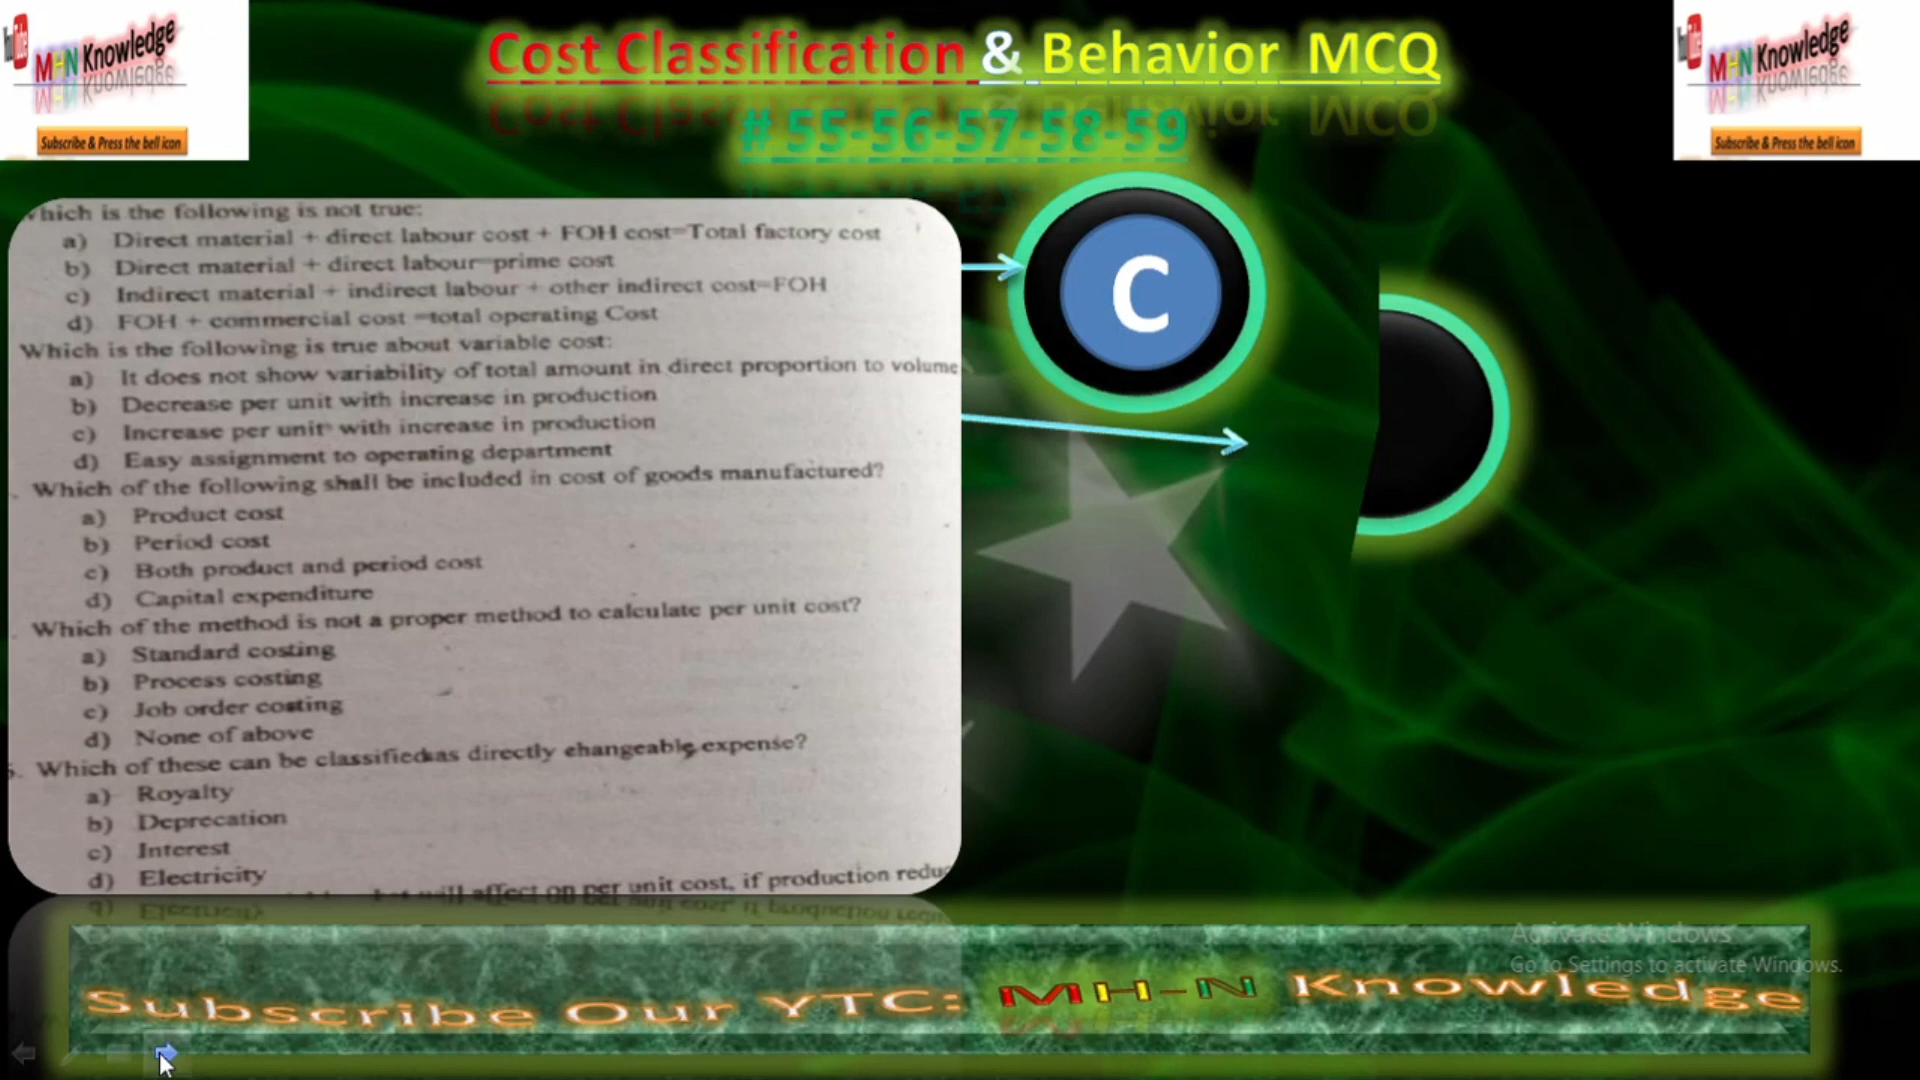 YouTube
MHN Knowledge
Subscribe & Press the bell icon
Cost Classification & Behavior MCQ
# 55-56-57-58-59
YouTube
MHN Knowledge
Subscribe & Press the bell icon
Which is the following is not true:
a) Direct material + direct labour cost + FOH cost=Total factory cost
b) Direct material + direct labour=prime cost
c) Indirect material + indirect labour + other indirect cost=FOH
d) FOH + commercial cost =total operating Cost
Which is the following is true about variable cost:
a) It does not show variability of total amount in direct proportion to volume
b) Decrease per unit with increase in production
c) Increase per unit with increase in production
d) Easy assignment to operating department
Which of the following shall be included in cost of goods manufactured?
a) Product cost
b) Period cost
c) Both product and period cost
d) Capital expenditure
Which of the method is not a proper method to calculate per unit cost?
a) Standard costing
b) Process costing
c) Job order costing
d) None of above
Which of these can be classified as directly changeable expense?
a) Royalty
b) Deprecation
c) Interest
d) Electricity
will affect on per unit cost, if production
C
Activate Windows
Go to Settings to activate Windows.
Subscribe Our YTC: MH-N Knowledge